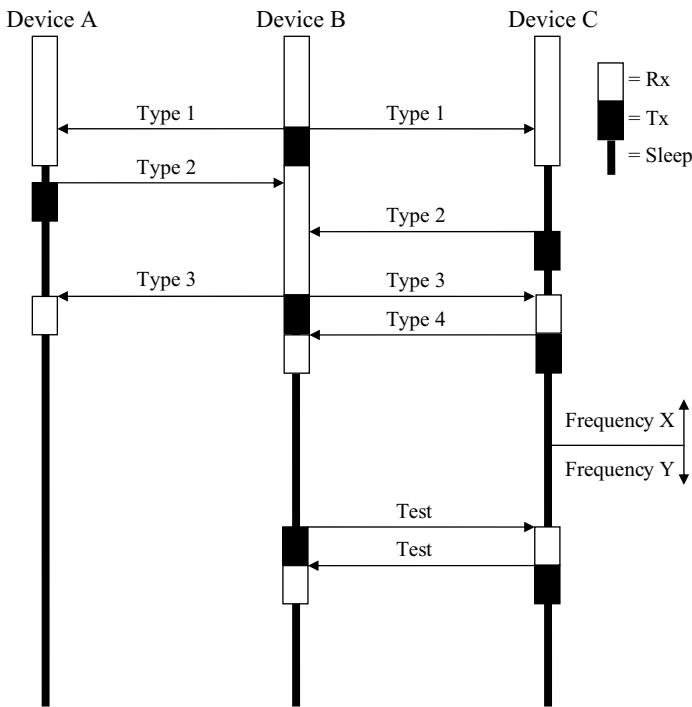 Device A
Device B
Device C
= Rx
= Tx
= Sleep
Type 1
Type 1
Type 2
Type 2
Type 3
Type 3
Type 4
Frequency X
Frequency Y
Test
Test